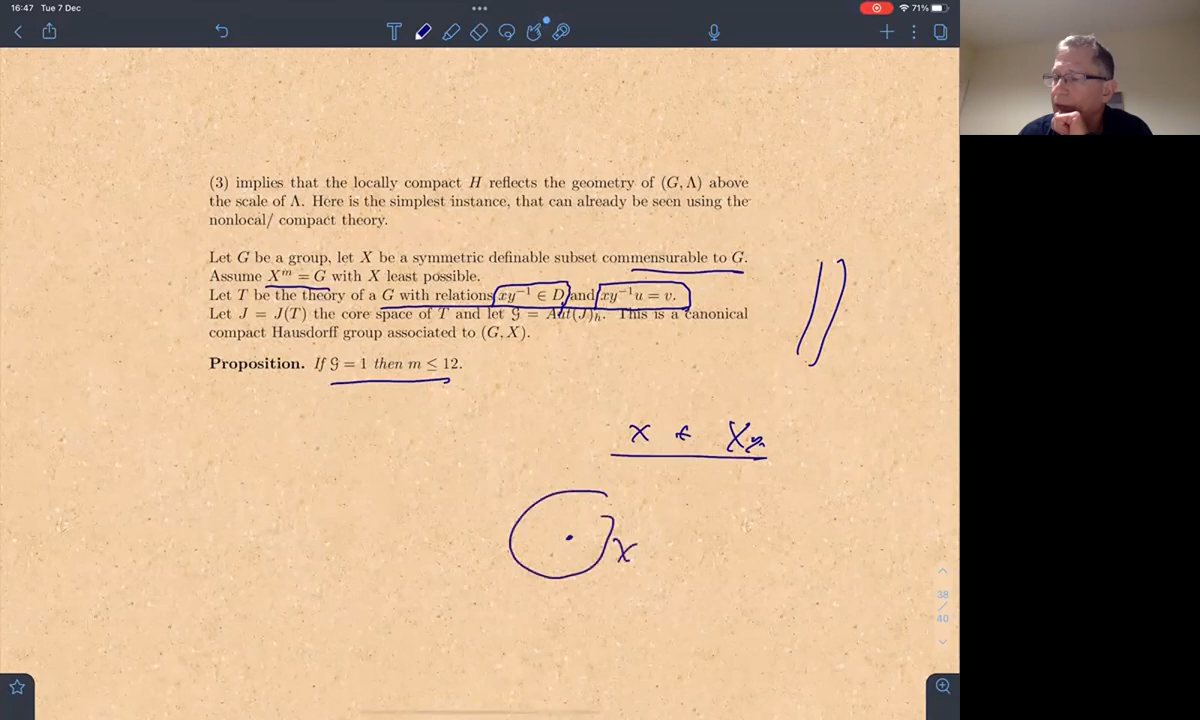 16:47 Tue 7 Dec
71%
(3) implies that the locally compact H reflects the geometry of (G, Λ) above
the scale of Λ. Here is the simplest instance, that can already be seen using the
nonlocal/ compact theory.
Let G be a group, let X be a symmetric definable subset commensurable to G.
Assume Xᵐ = G with X least possible.
Let T be the theory of a G with relations xy⁻¹ ∈ D and xy⁻¹u = v.
Let J = J(T) the core space of T and let 𝒢 = Aut(J)ₕ. This is a canonical
compact Hausdorff group associated to (G, X).
Proposition. If 𝒢 = 1 then m ≤ 12.
X
38
/
40